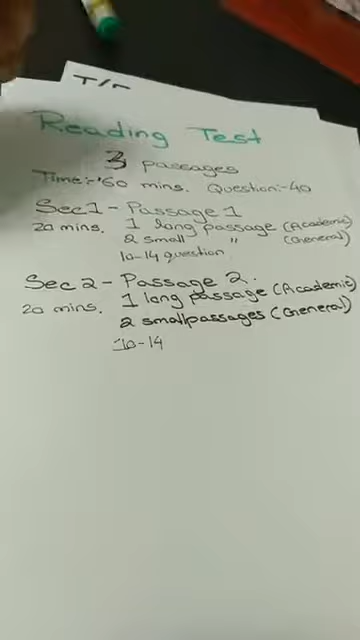 T/F
Reading Test
3 passages
Time:-'60 mins. Question:-40
Sec 1 - Passage 1
20 mins. 1 long passage (Academic)
2 small " (General)
10-14 question
Sec 2 - Passage 2.
20 mins. 1 long passage (Academic)
2 small passages (General)
10-14